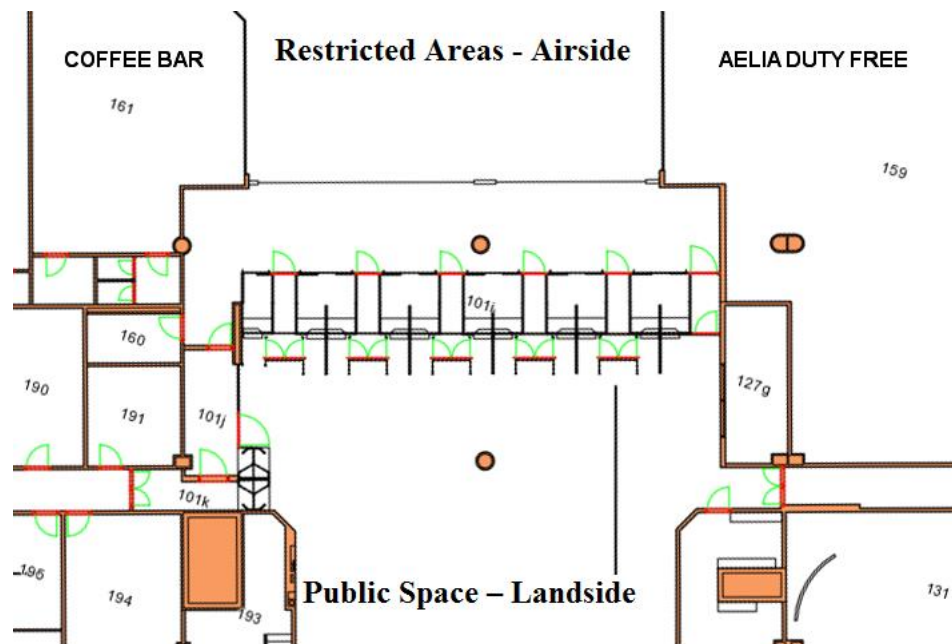 Restricted Areas - Airside
COFFEE BAR
AELIA DUTY FREE
161
159
101i
160
127g
190
191
101j
101k
195
194
193
131
Public Space – Landside